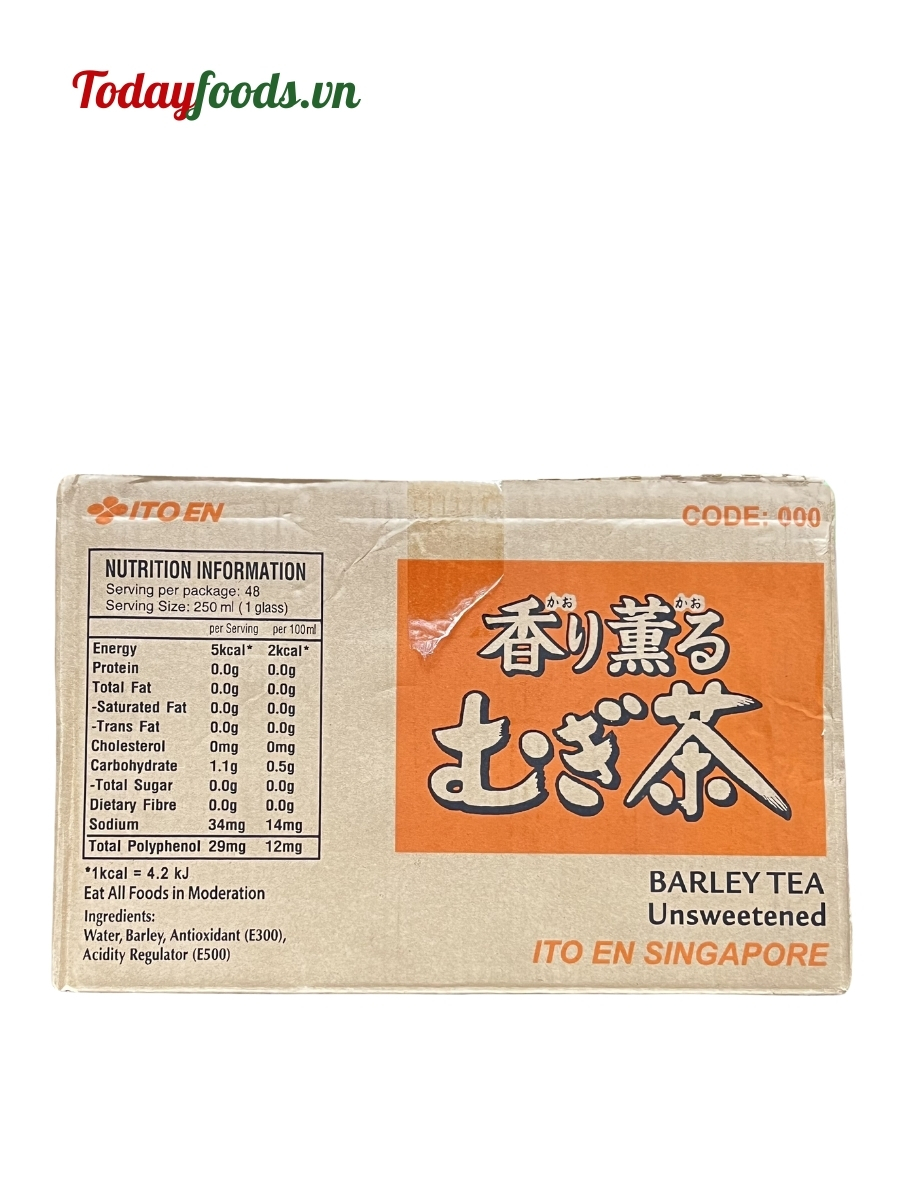 Todayfoods.vn
ITO EN
CODE: 000
NUTRITION INFORMATION
Serving per package: 48
Serving Size: 250 ml (1 glass)
per Serving per 100ml
Energy 5kcal* 2kcal*
Protein 0.0g 0.0g
Total Fat 0.0g 0.0g
-Saturated Fat 0.0g 0.0g
-Trans Fat 0.0g 0.0g
Cholesterol 0mg 0mg
Carbohydrate 1.1g 0.5g
-Total Sugar 0.0g 0.0g
Dietary Fibre 0.0g 0.0g
Sodium 34mg 14mg
Total Polyphenol 29mg 12mg
*1kcal = 4.2 kJ
Eat All Foods in Moderation
Ingredients:
Water, Barley, Antioxidant (E300),
Acidity Regulator (E500)
かお かお
香り薫る
むぎ茶
BARLEY TEA
Unsweetened
ITO EN SINGAPORE